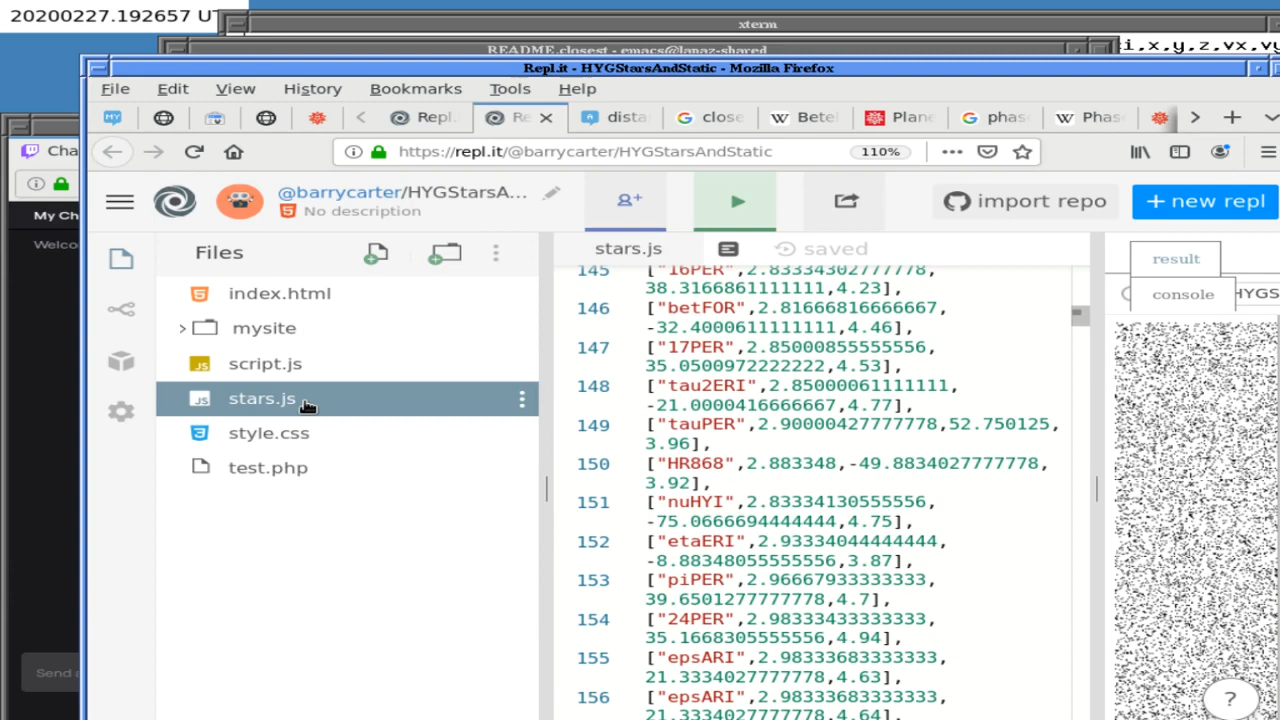 20200227.192657 U
xterm
README.closest - emacs@lanaz-shared
i,x,y,z,vx,vy
Repl.it - HYGStarsAndStatic - Mozilla Firefox
File Edit View History Bookmarks Tools Help
Repl. Re dista close Betel Plane phase Phas
https://repl.it/@barrycarter/HYGStarsAndStatic 110%
Cha
@barrycarter/HYGStarsA...
No description
import repo
+ new repl
My Ch
Welco
Files
stars.js
saved
result
console
HYGS
index.html
mysite
script.js
stars.js
style.css
test.php
145 ["16PER",2.83334302777778,
38.3166861111111,4.23],
146 ["betFOR",2.81666816666667,
-32.4000611111111,4.46],
147 ["17PER",2.85000855555556,
35.0500972222222,4.53],
148 ["tau2ERI",2.85000061111111,
-21.0000416666667,4.77],
149 ["tauPER",2.90000427777778,52.750125,
3.96],
150 ["HR868",2.883348,-49.8834027777778,
3.92],
151 ["nuHYI",2.83334130555556,
-75.0666694444444,4.75],
152 ["etaERI",2.93334044444444,
-8.88348055555556,3.87],
153 ["piPER",2.96667933333333,
39.6501277777778,4.7],
154 ["24PER",2.98333433333333,
35.1668305555556,4.94],
155 ["epsARI",2.98333683333333,
21.3334027777778,4.63],
156 ["epsARI",2.98333683333333,
21.3334027777778,4.64],
Send
?